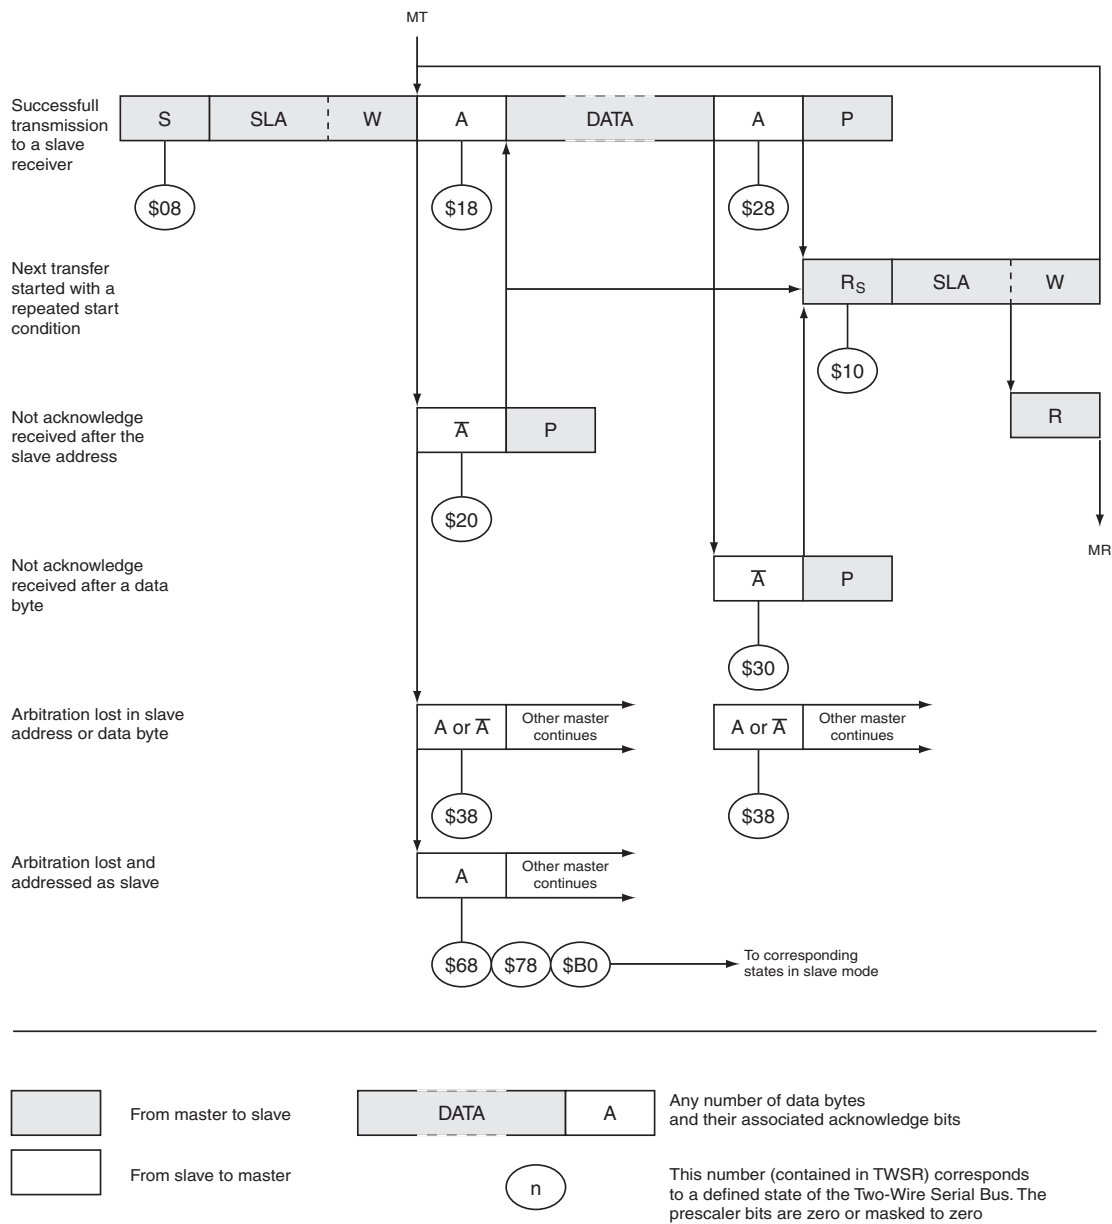 MT
Successfull
transmission
to a slave
receiver
S SLA W A DATA A P
$08 $18 $28
Next transfer
started with a
repeated start
condition
RS SLA W
$10
Not acknowledge
received after the
slave address
A̅ P
R
$20
MR
Not acknowledge
received after a data
byte
A̅ P
$30
Arbitration lost in slave
address or data byte
A or A̅
Other master
continues
A or A̅
Other master
continues
$38 $38
Arbitration lost and
addressed as slave
A
Other master
continues
$68 $78 $B0
To corresponding
states in slave mode
From master to slave
DATA A
Any number of data bytes
and their associated acknowledge bits
From slave to master
n
This number (contained in TWSR) corresponds
to a defined state of the Two-Wire Serial Bus. The
prescaler bits are zero or masked to zero